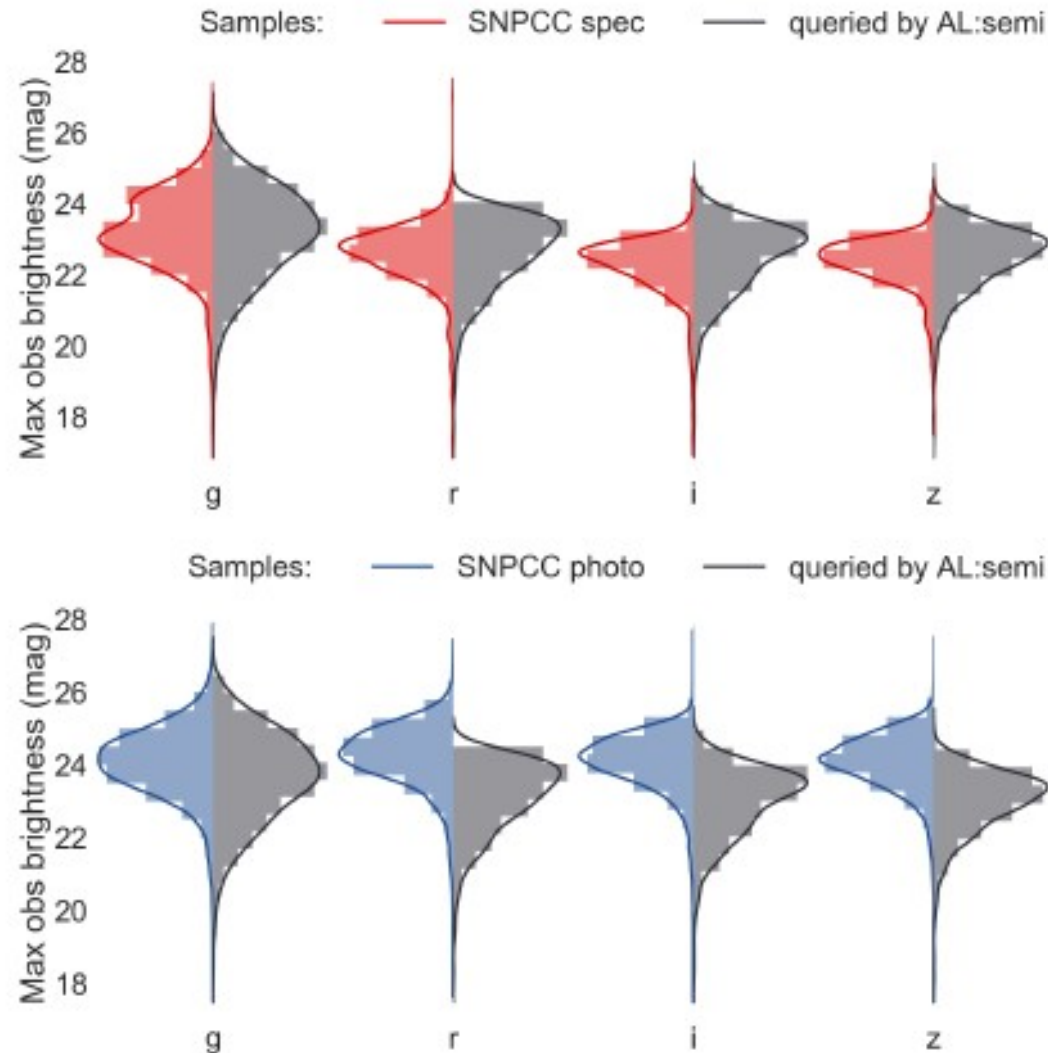 Samples: SNPCC spec queried by AL:semi
Max obs brightness (mag)
28
26
24
22
20
18
g r i z
Samples: SNPCC photo queried by AL:semi
Max obs brightness (mag)
28
26
24
22
20
18
g r i z